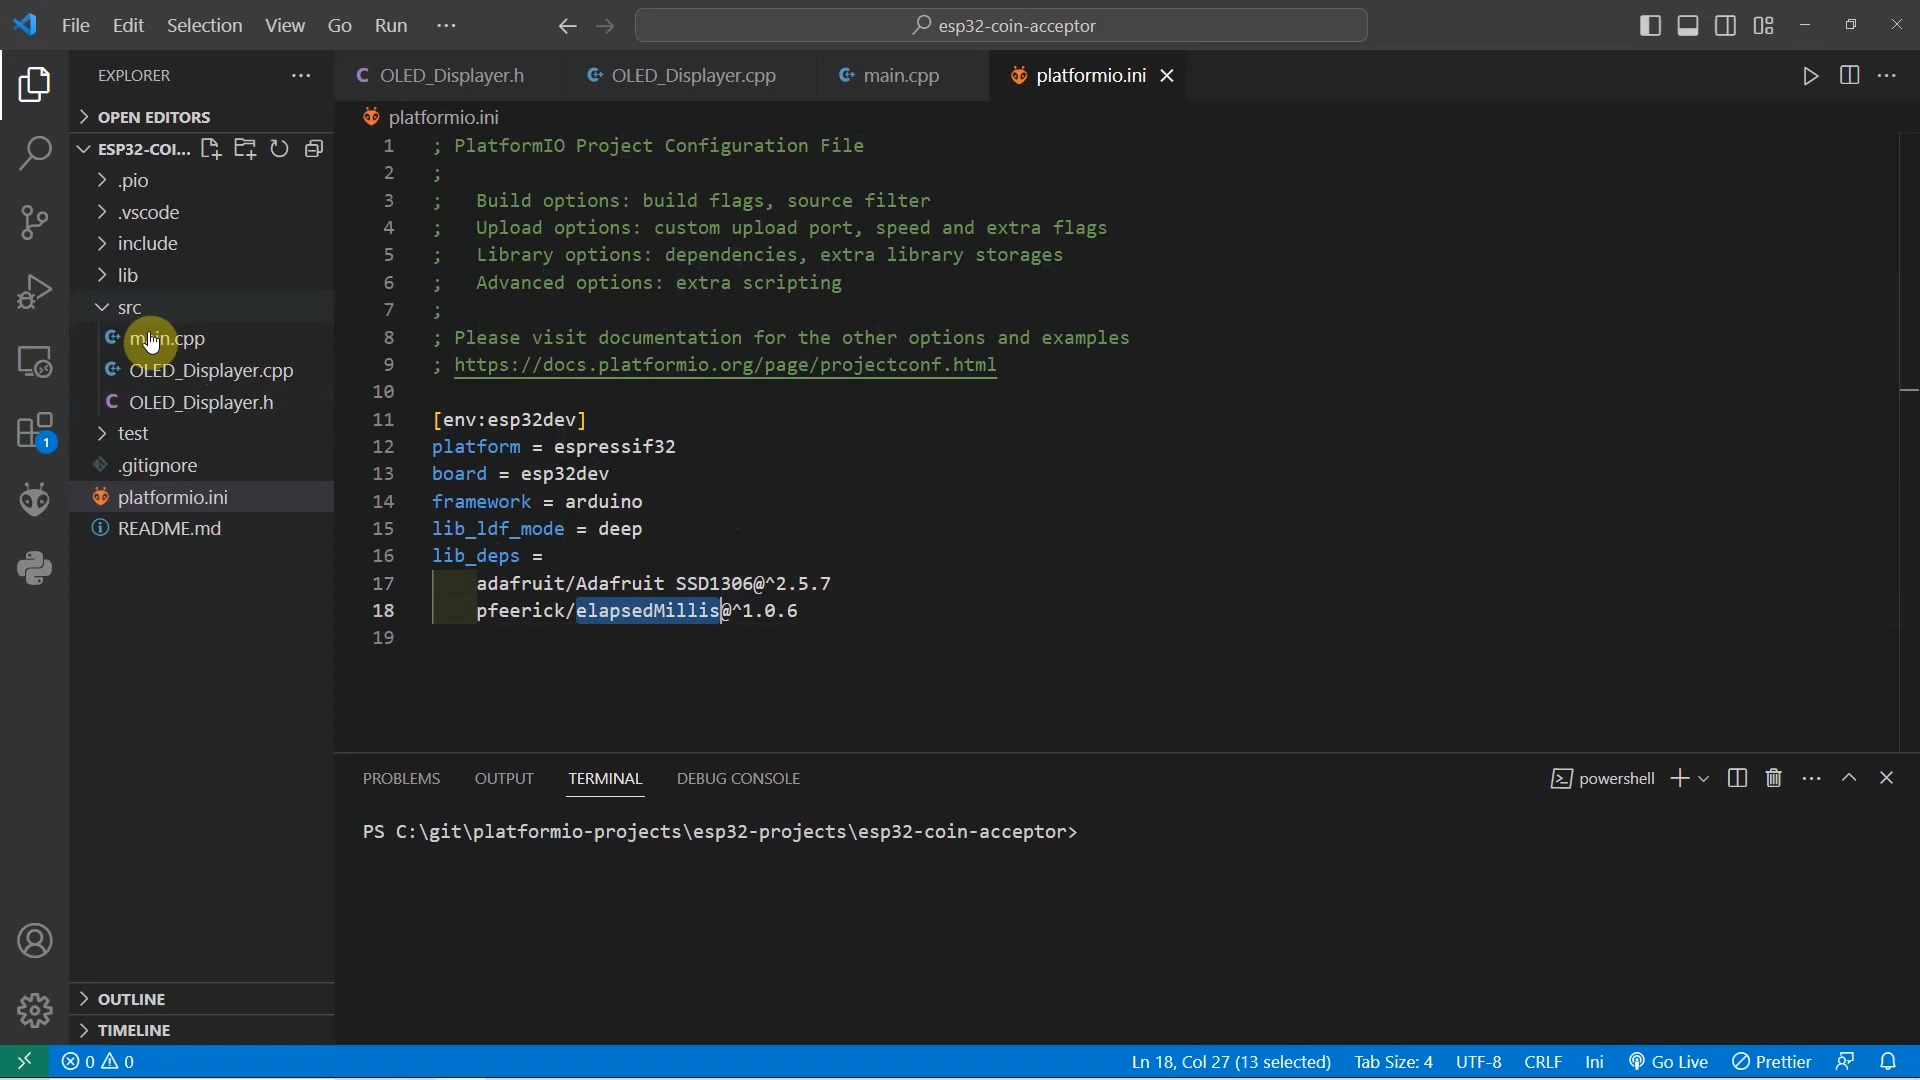 File Edit Selection View Go Run ···
esp32-coin-acceptor
EXPLORER
OPEN EDITORS
ESP32-COI...
.pio
.vscode
include
lib
src
main.cpp
OLED_Displayer.cpp
OLED_Displayer.h
test
.gitignore
platformio.ini
README.md
OUTLINE
TIMELINE
1
OLED_Displayer.h OLED_Displayer.cpp main.cpp platformio.ini
platformio.ini
1 ; PlatformIO Project Configuration File
2 ;
3 ;   Build options: build flags, source filter
4 ;   Upload options: custom upload port, speed and extra flags
5 ;   Library options: dependencies, extra library storages
6 ;   Advanced options: extra scripting
7 ;
8 ; Please visit documentation for the other options and examples
9 ; https://docs.platformio.org/page/projectconf.html
10
11 [env:esp32dev]
12 platform = espressif32
13 board = esp32dev
14 framework = arduino
15 lib_ldf_mode = deep
16 lib_deps =
17     adafruit/Adafruit SSD1306@^2.5.7
18     pfeerick/elapsedMillis@^1.0.6
19
PROBLEMS OUTPUT TERMINAL DEBUG CONSOLE powershell
PS C:\git\platformio-projects\esp32-projects\esp32-coin-acceptor>
0 0 Ln 18, Col 27 (13 selected) Tab Size: 4 UTF-8 CRLF Ini Go Live Prettier